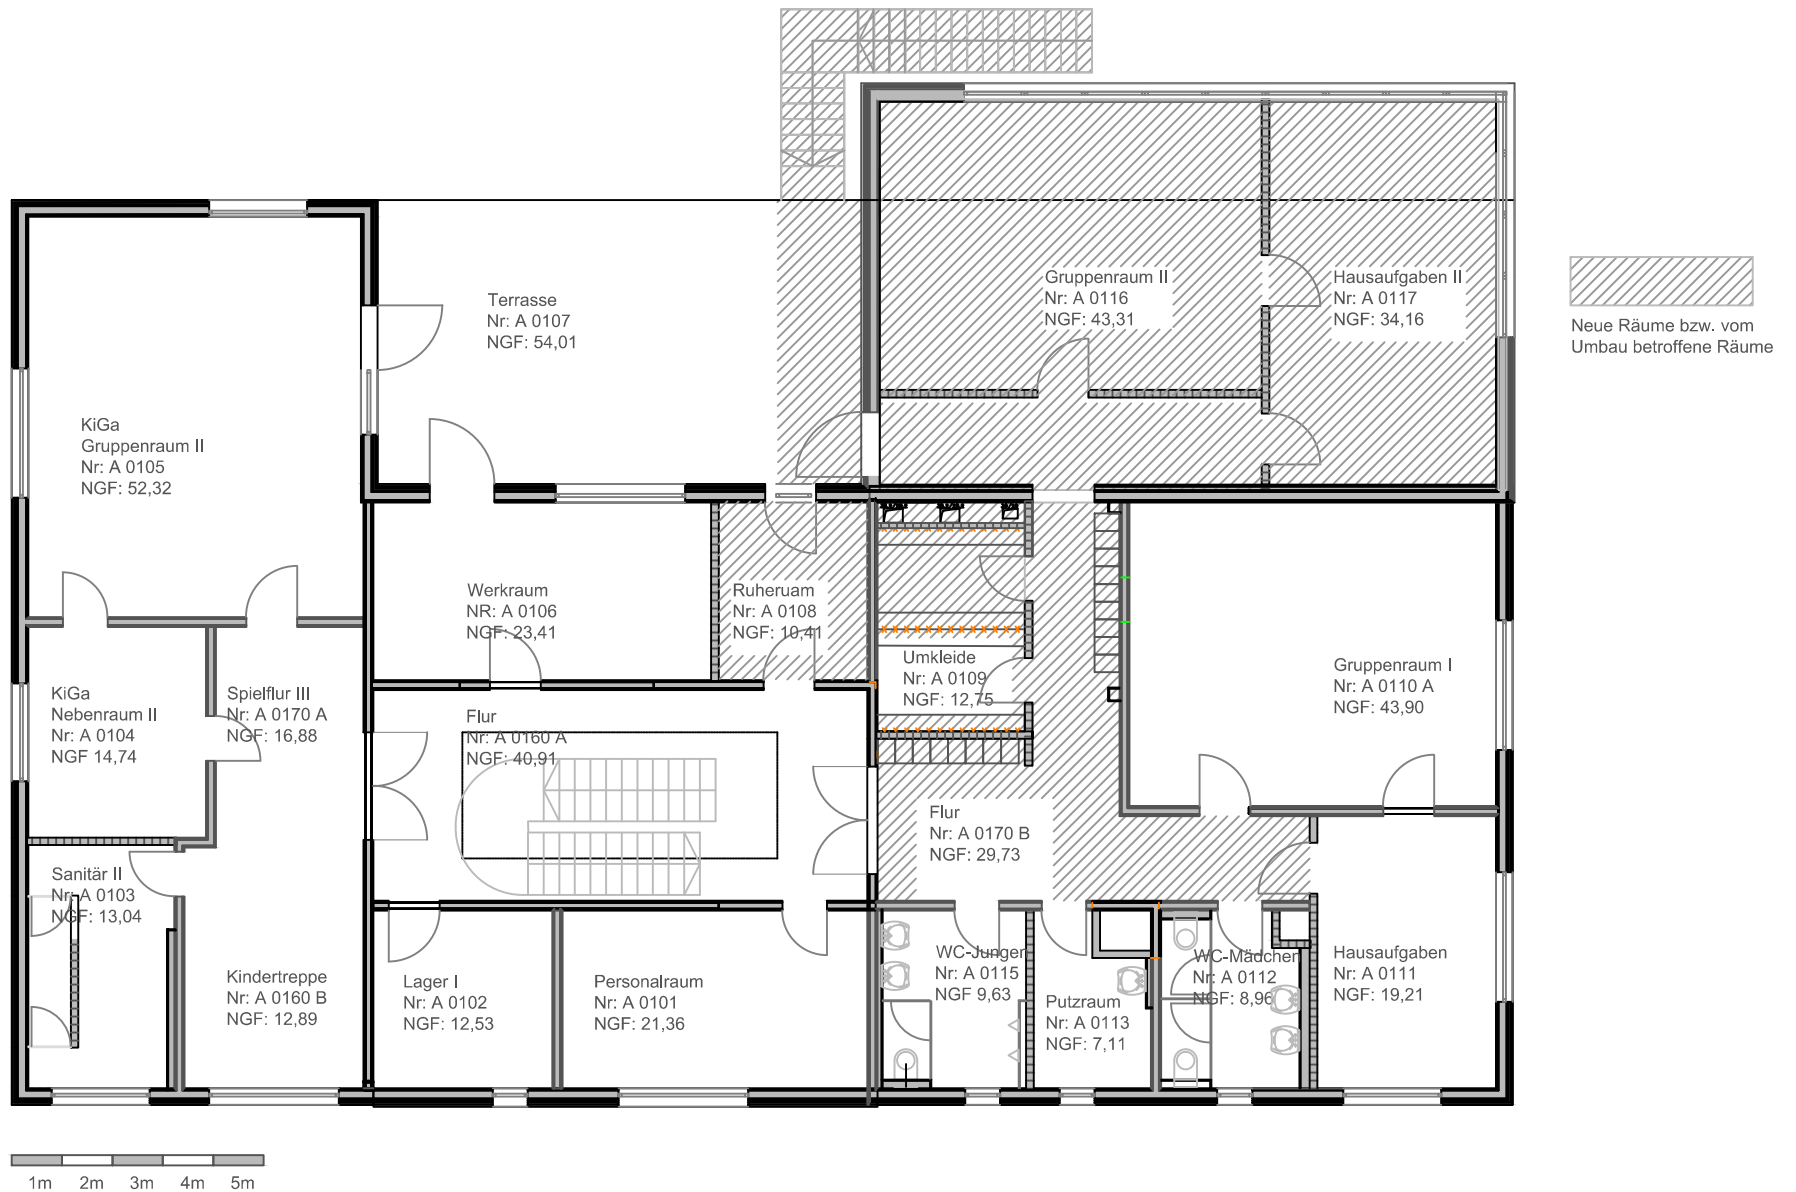 Gruppenraum II
Nr: A 0116
NGF: 43,31
Hausaufgaben II
Nr: A 0117
NGF: 34,16
Neue Räume bzw. vom
Umbau betroffene Räume
Terrasse
Nr: A 0107
NGF: 54,01
KiGa
Gruppenraum II
Nr: A 0105
NGF: 52,32
Werkraum
NR: A 0106
NGF: 23,41
Ruheruam
Nr: A 0108
NGF: 10,41
Umkleide
Nr: A 0109
NGF: 12,75
Gruppenraum I
Nr: A 0110 A
NGF: 43,90
KiGa
Nebenraum II
Nr: A 0104
NGF 14,74
Spielflur III
Nr: A 0170 A
NGF: 16,88
Flur
Nr: A 0160 A
NGF: 40,91
Flur
Nr: A 0170 B
NGF: 29,73
Sanitär II
Nr: A 0103
NGF: 13,04
Kindertreppe
Nr: A 0160 B
NGF: 12,89
Lager I
Nr: A 0102
NGF: 12,53
Personalraum
Nr: A 0101
NGF: 21,36
WC-Jungen
Nr: A 0115
NGF 9,63
Putzraum
Nr: A 0113
NGF: 7,11
WC-Mädchen
Nr: A 0112
NGF: 8,96
Hausaufgaben
Nr: A 0111
NGF: 19,21
1m 2m 3m 4m 5m